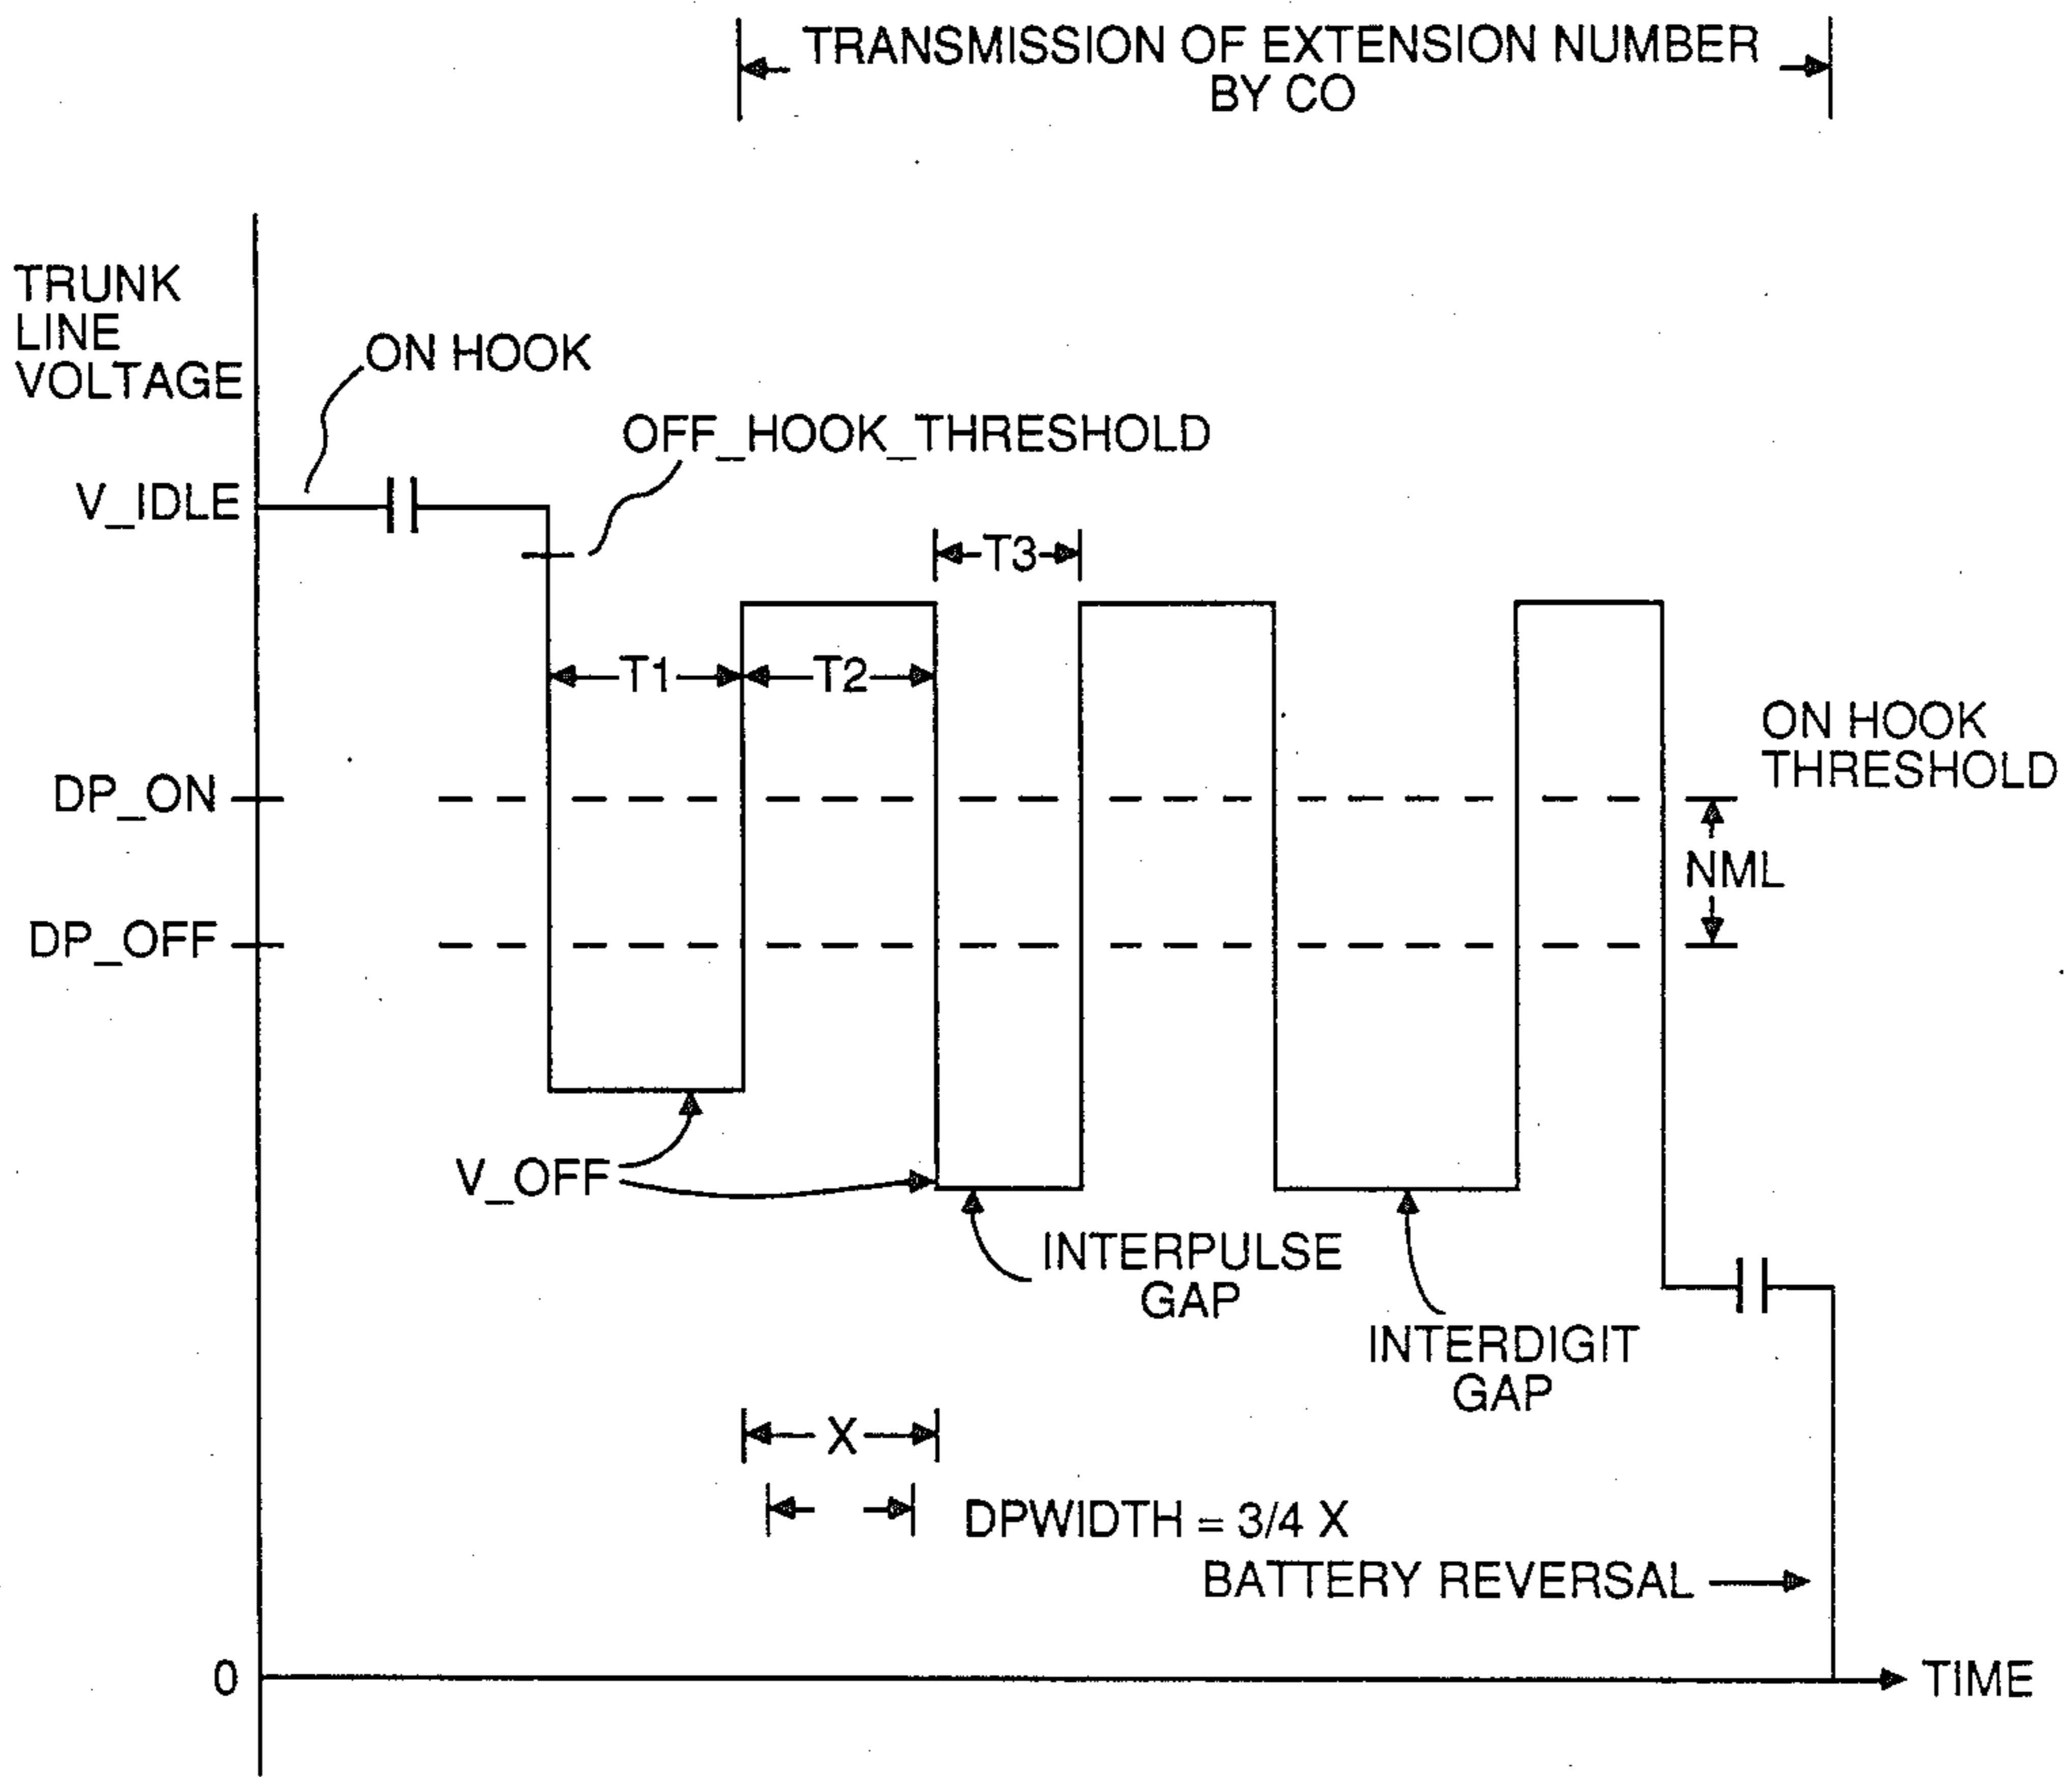 TRANSMISSION OF EXTENSION NUMBER
BY CO
TRUNK
LINE
VOLTAGE
ON HOOK
OFF_HOOK_THRESHOLD
V_IDLE
T3
T1
T2
ON HOOK
THRESHOLD
DP_ON
NML
DP_OFF
V_OFF
INTERPULSE
GAP
INTERDIGIT
GAP
X
DPWIDTH = 3/4 X
BATTERY REVERSAL
0
TIME